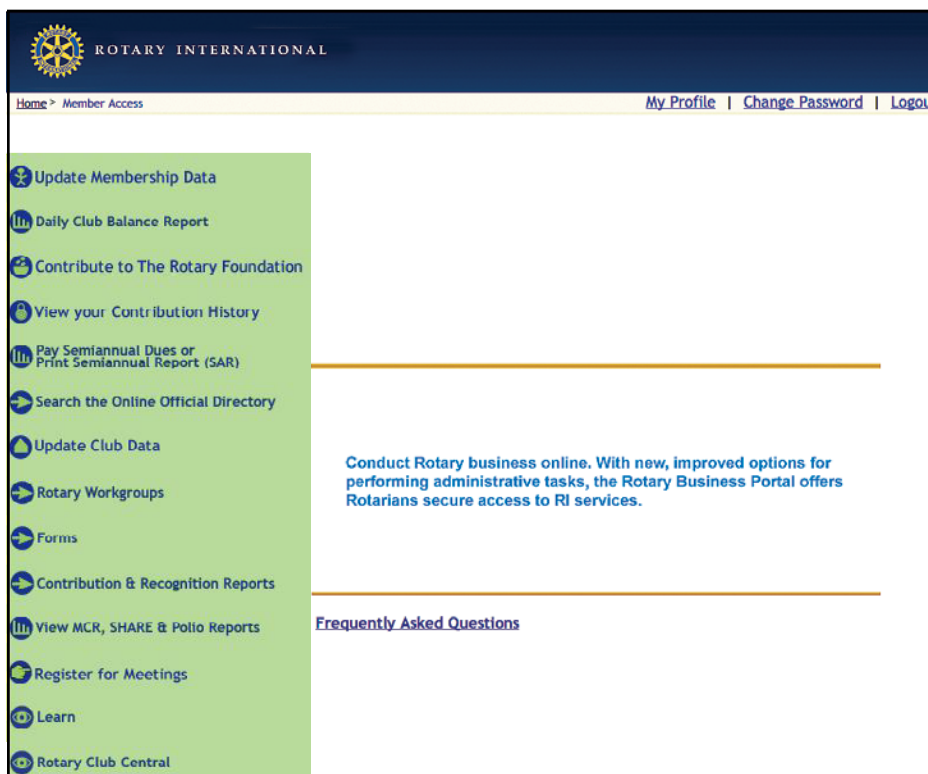 ROTARY INTERNATIONAL
Home > Member Access
My Profile | Change Password | Logou
Update Membership Data
Daily Club Balance Report
Contribute to The Rotary Foundation
View your Contribution History
Pay Semiannual Dues or
Print Semiannual Report (SAR)
Search the Online Official Directory
Update Club Data
Rotary Workgroups
Forms
Contribution & Recognition Reports
View MCR, SHARE & Polio Reports
Register for Meetings
Learn
Rotary Club Central
Conduct Rotary business online. With new, improved options for
performing administrative tasks, the Rotary Business Portal offers
Rotarians secure access to RI services.
Frequently Asked Questions